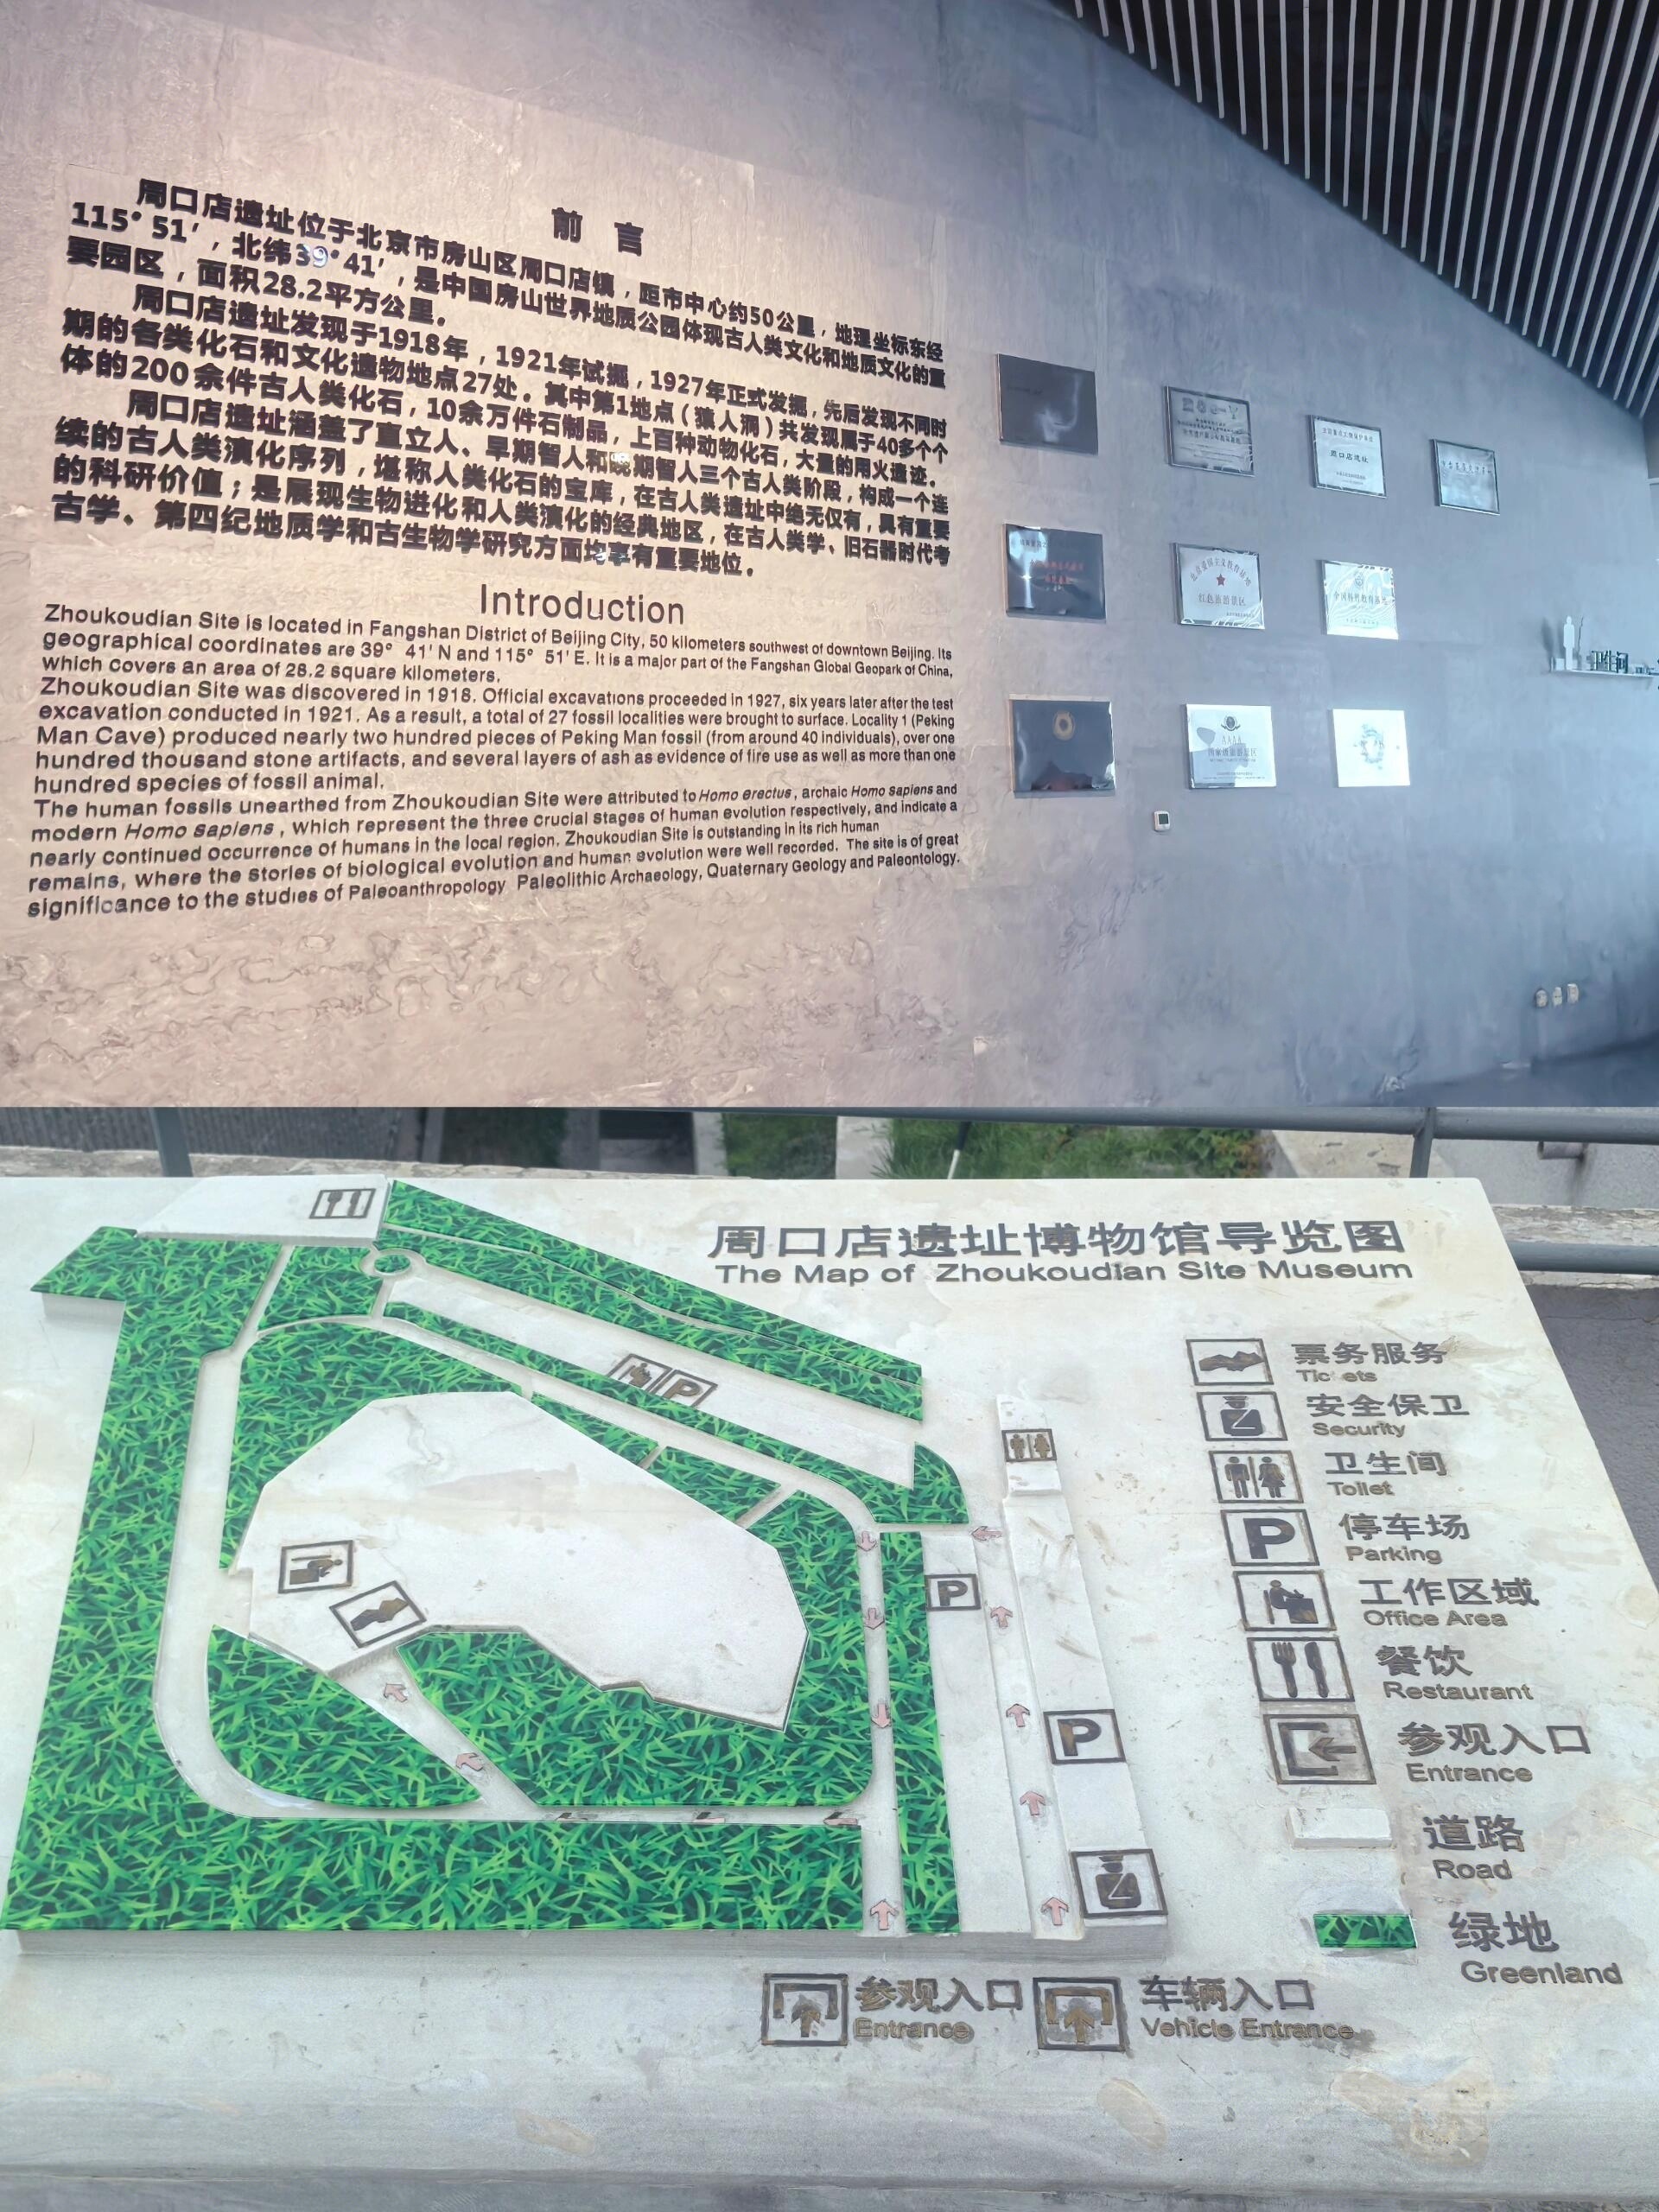 前 言
周口店遗址位于北京市房山区周口店镇，距市中心约50公里，地理坐标东经
115°51′，北纬39°41′，是中国房山世界地质公园体现古人类文化和地质文化的重
要园区，面积28.2平方公里。
周口店遗址发现于1918年，1921年试掘，1927年正式发掘，先后发现不同时
期的各类化石和文化遗物地点27处。其中第1地点（猿人洞）共发现属于40多个个
体的200余件古人类化石，10余万件石制品，上百种动物化石，大量的用火遗迹。
周口店遗址涵盖了直立人、早期智人和晚期智人三个古人类阶段，构成一个连
续的古人类演化序列，堪称人类化石的宝库，在古人类遗址中绝无仅有，具有重要
的科研价值；是展现生物进化和人类演化的经典地区，在古人类学、旧石器时代考
古学、第四纪地质学和古生物学研究方面均享有重要地位。
Introduction
Zhoukoudian Site is located in Fangshan District of Beijing City, 50 kilometers southwest of downtown Beijing. Its
geographical coordinates are 39° 41′ N and 115° 51′ E. It is a major part of the Fangshan Global Geopark of China,
which covers an area of 28.2 square kilometers.
Zhoukoudian Site was discovered in 1918. Official excavations proceeded in 1927, six years later after the test
excavation conducted in 1921. As a result, a total of 27 fossil localities were brought to surface. Locality 1 (Peking
Man Cave) produced nearly two hundred pieces of Peking Man fossil (from around 40 individuals), over one
hundred thousand stone artifacts, and several layers of ash as evidence of fire use as well as more than one
hundred species of fossil animal.
The human fossils unearthed from Zhoukoudian Site were attributed to Homo erectus, archaic Homo sapiens and
modern Homo sapiens, which represent the three crucial stages of human evolution respectively, and indicate a
nearly continued occurrence of humans in the local region. Zhoukoudian Site is outstanding in its rich human
remains, where the stories of biological evolution and human evolution were well recorded. The site is of great
significance to the studies of Paleoanthropology Paleolithic Archaeology, Quaternary Geology and Paleontology.
周口店遗址
红色旅游景区
周口店遗址博物馆导览图
The Map of Zhoukoudian Site Museum
票务服务
Tic ets
安全保卫
Security
卫生间
Toilet
P
停车场
Parking
工作区域
Office Area
餐饮
Restaurant
参观入口
Entrance
道路
Road
绿地
Greenland
P
P
P
参观入口
Entrance
车辆入口
Vehicle Entrance